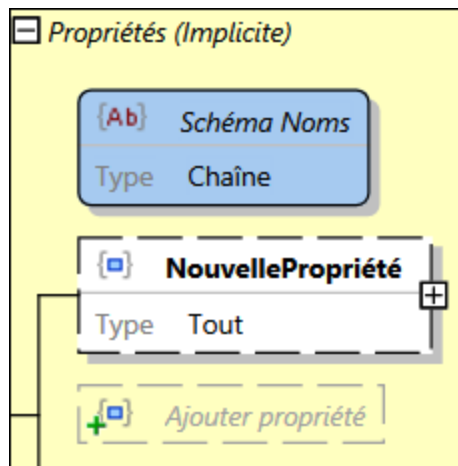 Propriétés (Implicite)
{Ab} Schéma Noms
Type Chaîne
NouvellePropriété
Type Tout
Ajouter propriété